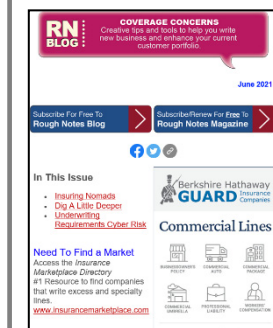 RN
BLOG
COVERAGE CONCERNS
Creative tips and tools to help you write
new business and enhance your current
customer portfolio.
June 2021
Subscribe For Free To
Rough Notes Blog
Subscribe/Renew For Free To
Rough Notes Magazine
In This Issue
Insuring Nomads
Dig A Little Deeper
Underwriting
Requirements Cyber Risk
Need To Find a Market
Access the Insurance
Marketplace Directory
#1 Resource to find companies
that write excess and specialty
lines.
www.insurancemarketplace.com
Berkshire Hathaway
GUARD Insurance
Companies
Commercial Lines
BUSINESSOWNER'S
POLICY
COMMERCIAL
AUTO
COMMERCIAL
PACKAGE
COMMERCIAL
UMBRELLA
PROFESSIONAL
LIABILITY
WORKERS'
COMPENSATION